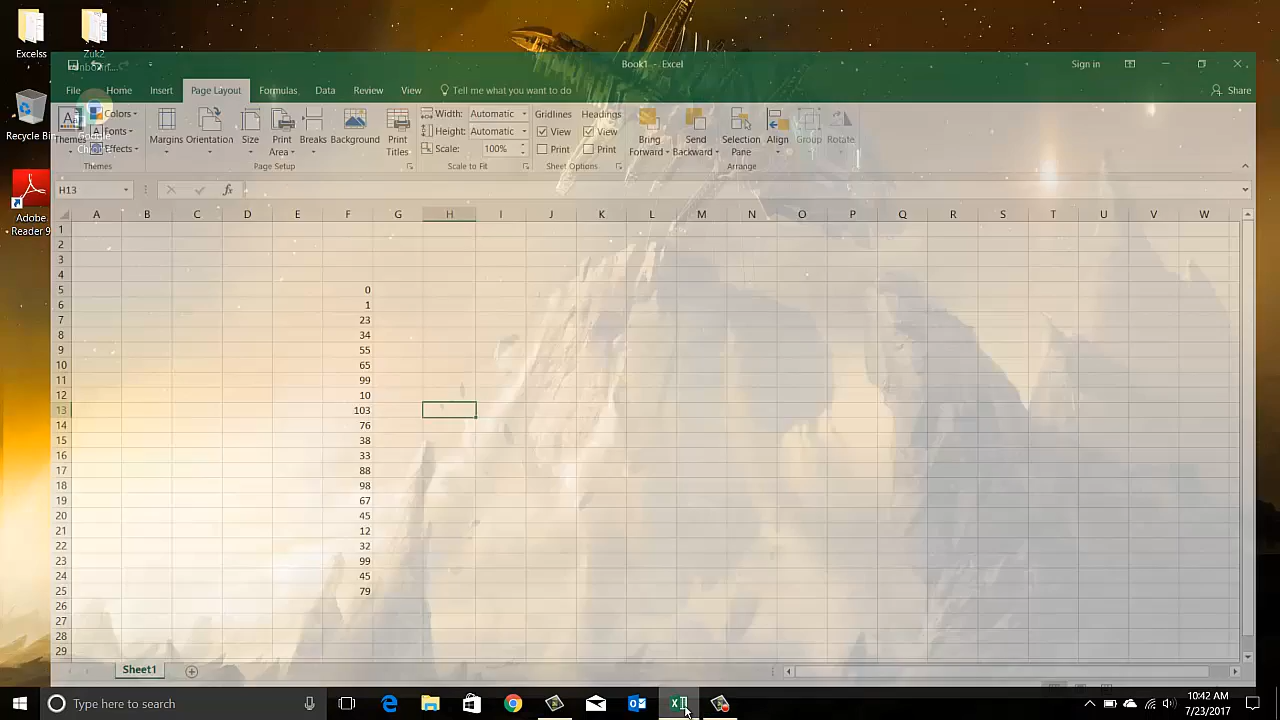 Excelss
Zuk2
Book1 - Excel
Sign in
File Home Insert Page Layout Formulas Data Review View Tell me what you want to do
Share
Themes
Colors
Fonts
Effects
Margins Orientation Size Print Area Breaks Background Print Titles
Width: Automatic
Height: Automatic
Scale: 100%
Gridlines Headings
View View
Print Print
Bring Forward Send Backward Selection Pane Align Group Rotate
Themes Page Setup Scale to Fit Sheet Options Arrange
Recycle Bin
H13
fx
A B C D E F G H I J K L M N O P Q R S T U V W
Adobe Reader 9
1
2
3
4
5 0
6 1
7 23
8 34
9 55
10 65
11 99
12 10
13 103
14 76
15 38
16 33
17 88
18 98
19 67
20 45
21 12
22 32
23 99
24 45
25 79
26
27
28
29
Sheet1
Type here to search
10:42 AM
7/23/2017